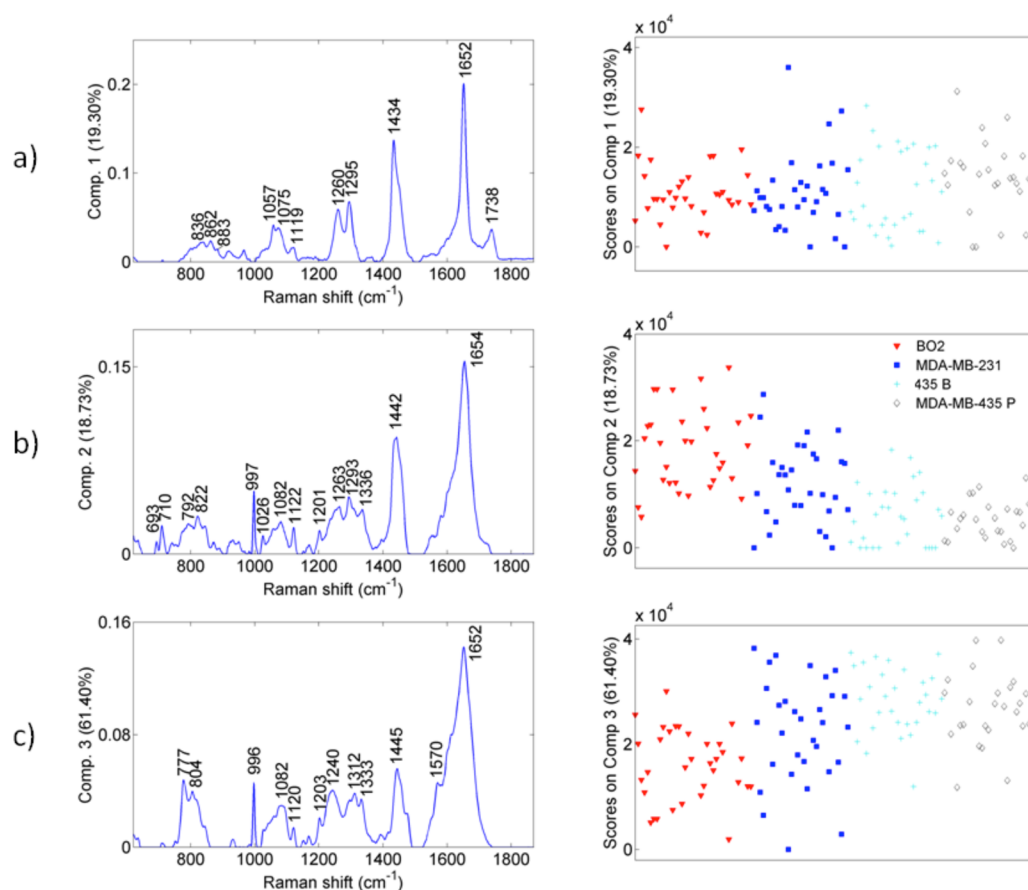 a)
Comp. 1 (19.30%)
0.2
0.1
0
836
862
883
1057
1075
1119
1260
1295
1434
1652
1738
800 1000 1200 1400 1600 1800
Raman shift (cm-1)
x 10^4
Scores on Comp 1 (19.30%)
4
2
0
b)
Comp. 2 (18.73%)
0.15
0
693
710
792
822
997
1026
1082
1122
1201
1263
1293
1336
1442
1654
800 1000 1200 1400 1600 1800
Raman shift (cm-1)
x 10^4
Scores on Comp 2 (18.73%)
4
2
0
BO2
MDA-MB-231
435 B
MDA-MB-435 P
c)
Comp. 3 (61.40%)
0.16
0.08
0
777
804
996
1082
1120
1203
1240
1312
1333
1445
1570
1652
800 1000 1200 1400 1600 1800
Raman shift (cm-1)
x 10^4
Scores on Comp 3 (61.40%)
4
2
0